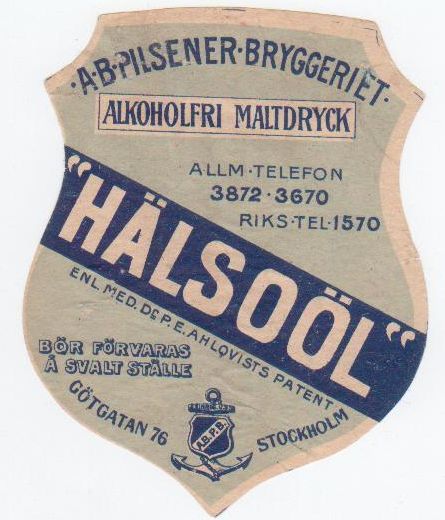 ·A·B·PILSENER·BRYGGERIET·
ALKOHOLFRI MALTDRYCK
ALLM·TELEFON
3872·3670
RIKS·TEL·1570
"HÄLSOÖL"
ENL. MED. DR P. E. AHLQVISTS PATENT
BÖR FÖRVARAS
Å SVALT STÄLLE
GÖTGATAN 76 STOCKHOLM
A.B.P.B.